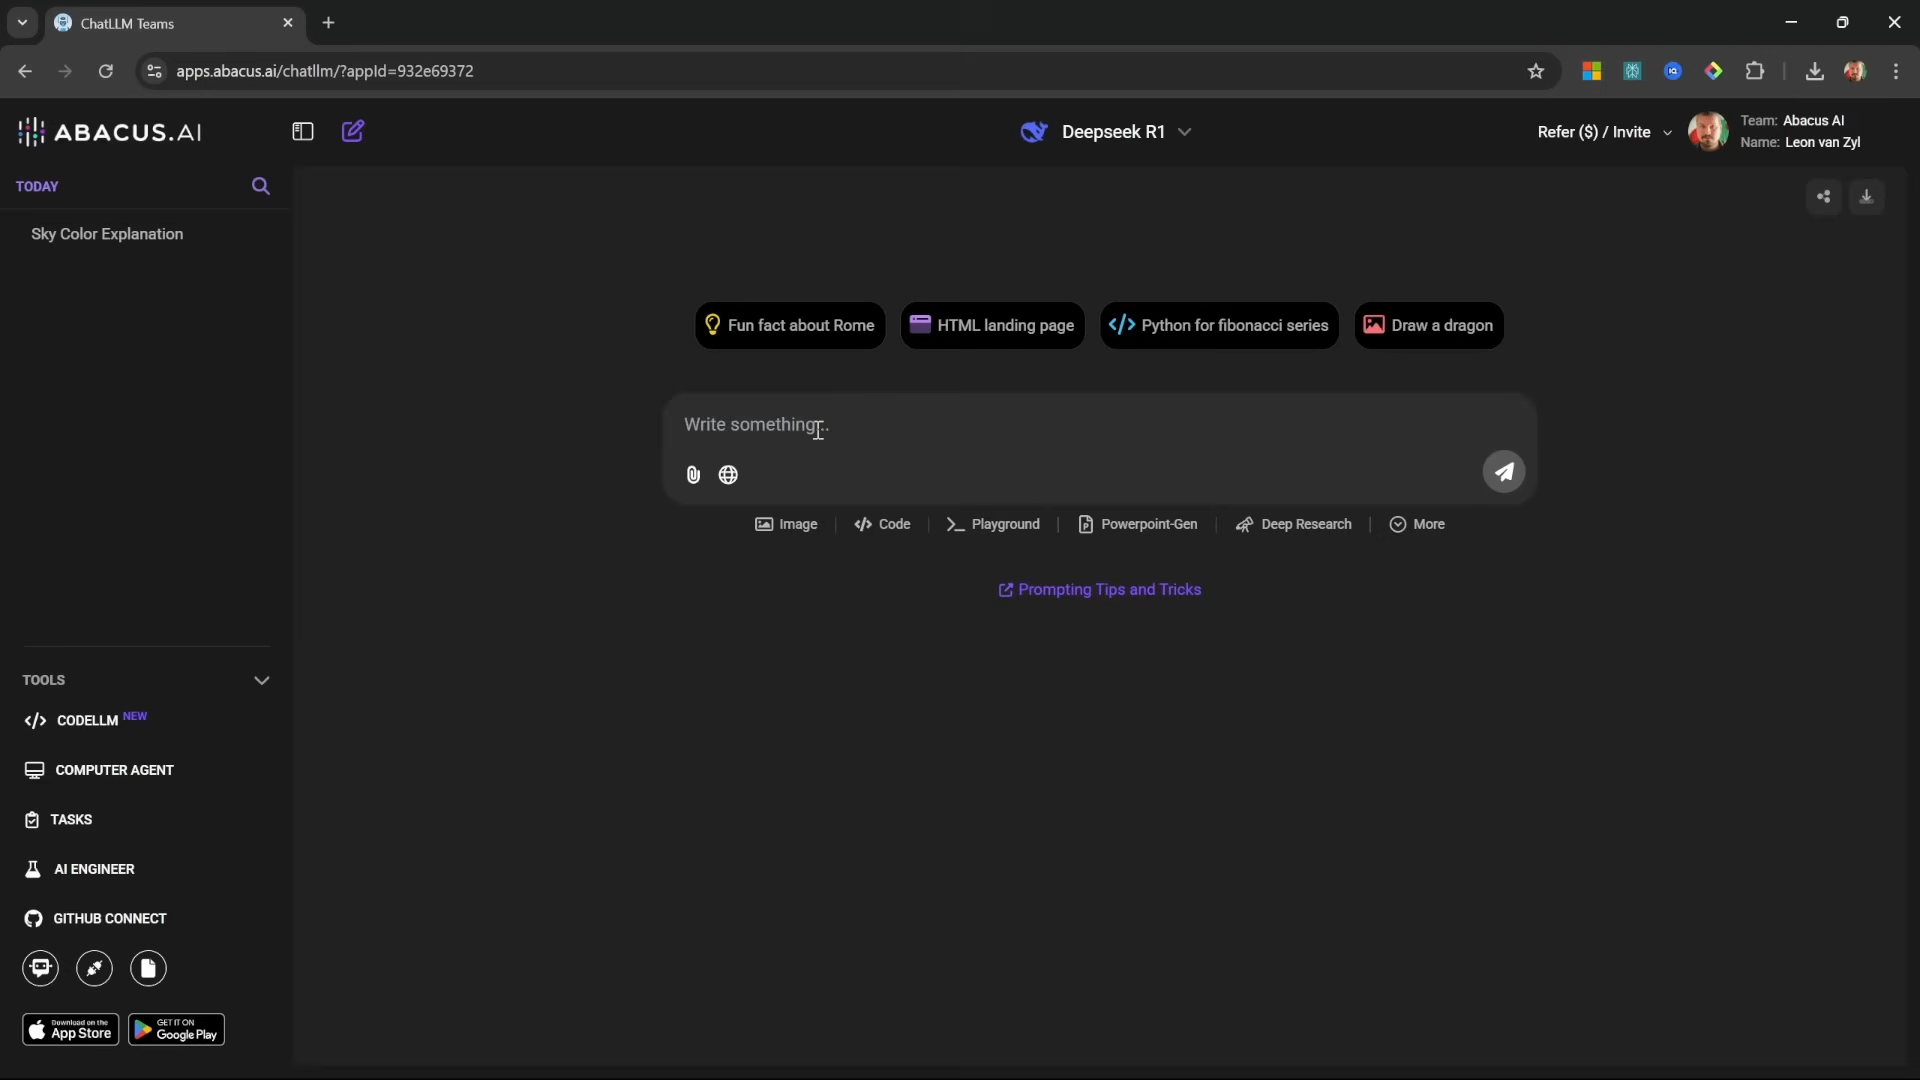 ChatLLM Teams
apps.abacus.ai/chatllm/?appId=932e69372
ABACUS.AI
Deepseek R1
Refer ($) / Invite
Team: Abacus AI
Name: Leon van Zyl
TODAY
Sky Color Explanation
Fun fact about Rome
HTML landing page
Python for fibonacci series
Draw a dragon
Write something...
Image
Code
Playground
Powerpoint-Gen
Deep Research
More
Prompting Tips and Tricks
TOOLS
CODELLM NEW
COMPUTER AGENT
TASKS
AI ENGINEER
GITHUB CONNECT
Download on the
App Store
GET IT ON
Google Play